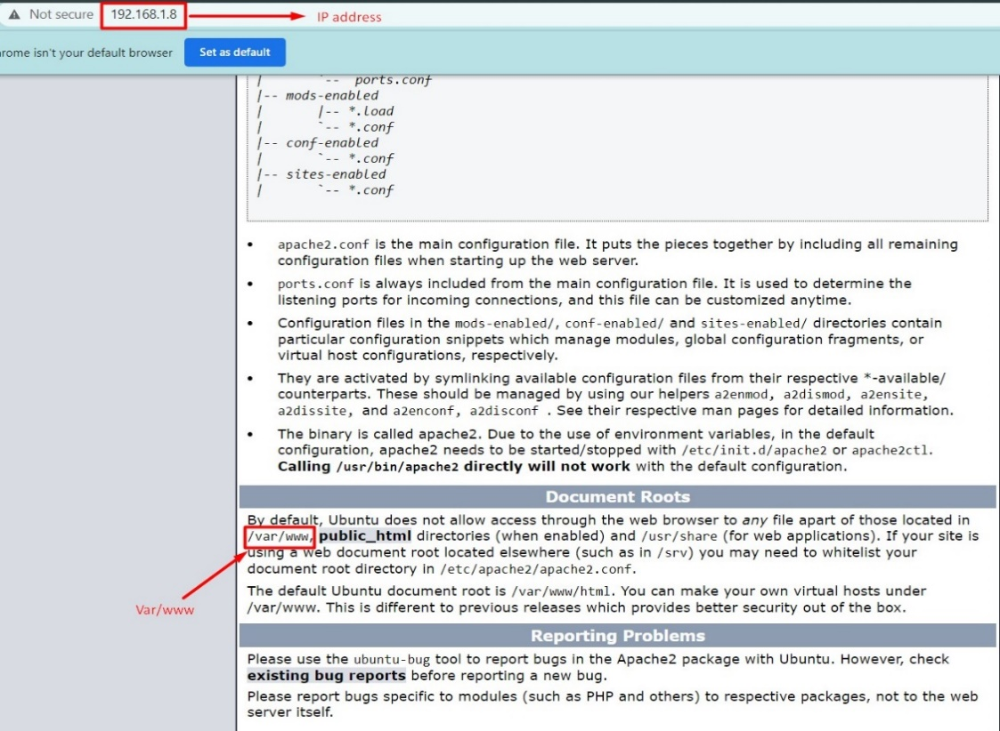 Not secure 192.168.1.8 IP address
rome isn't your default browser Set as default
| `-- ports.conf
|-- mods-enabled
| |-- *.load
| `-- *.conf
|-- conf-enabled
| `-- *.conf
|-- sites-enabled
| `-- *.conf
• apache2.conf is the main configuration file. It puts the pieces together by including all remaining
configuration files when starting up the web server.
• ports.conf is always included from the main configuration file. It is used to determine the
listening ports for incoming connections, and this file can be customized anytime.
• Configuration files in the mods-enabled/, conf-enabled/ and sites-enabled/ directories contain
particular configuration snippets which manage modules, global configuration fragments, or
virtual host configurations, respectively.
• They are activated by symlinking available configuration files from their respective *-available/
counterparts. These should be managed by using our helpers a2enmod, a2dismod, a2ensite,
a2dissite, and a2enconf, a2disconf . See their respective man pages for detailed information.
• The binary is called apache2. Due to the use of environment variables, in the default
configuration, apache2 needs to be started/stopped with /etc/init.d/apache2 or apache2ctl.
Calling /usr/bin/apache2 directly will not work with the default configuration.
Document Roots
By default, Ubuntu does not allow access through the web browser to any file apart of those located in
/var/www, public_html directories (when enabled) and /usr/share (for web applications). If your site is
using a web document root located elsewhere (such as in /srv) you may need to whitelist your
document root directory in /etc/apache2/apache2.conf.
The default Ubuntu document root is /var/www/html. You can make your own virtual hosts under
/var/www. This is different to previous releases which provides better security out of the box.
Var/www
Reporting Problems
Please use the ubuntu-bug tool to report bugs in the Apache2 package with Ubuntu. However, check
existing bug reports before reporting a new bug.
Please report bugs specific to modules (such as PHP and others) to respective packages, not to the web
server itself.